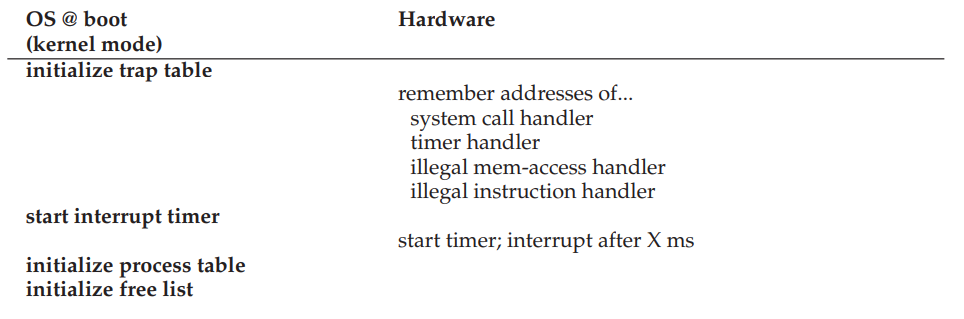 OS @ boot Hardware
(kernel mode)
initialize trap table
remember addresses of...
system call handler
timer handler
illegal mem-access handler
illegal instruction handler
start interrupt timer
start timer; interrupt after X ms
initialize process table
initialize free list